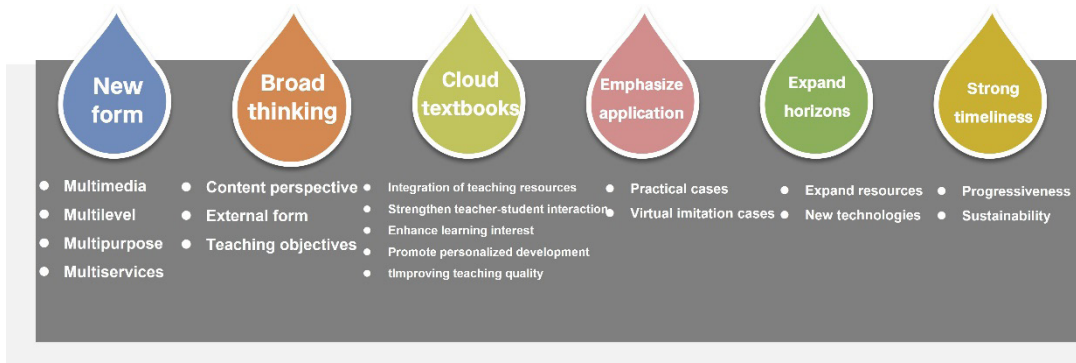 New
form
Multimedia
Multilevel
Multipurpose
Multiservices
Broad
thinking
Content perspective
External form
Teaching objectives
Cloud
textbooks
Integration of teaching resources
Strengthen teacher-student interaction
Enhance learning interest
Promote personalized development
tImproving teaching quality
Emphasize
application
Practical cases
Virtual imitation cases
Expand
horizons
Expand resources
New technologies
Strong
timeliness
Progressiveness
Sustainability